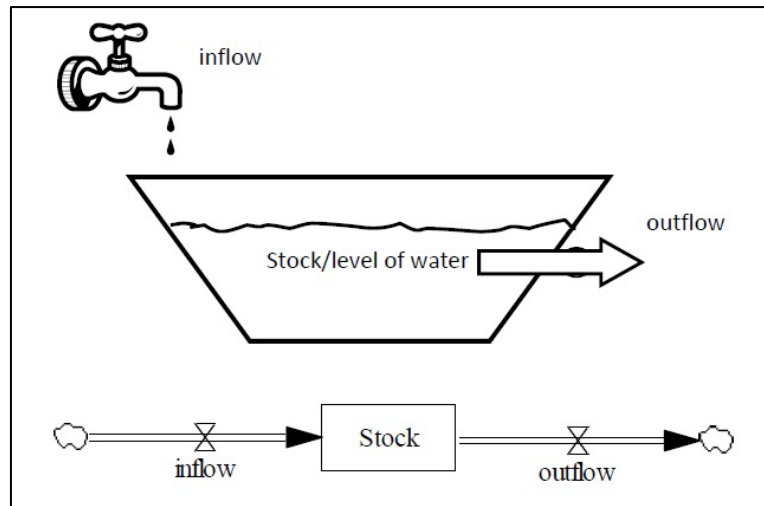 inflow
outflow
Stock/level of water
Stock
inflow
outflow